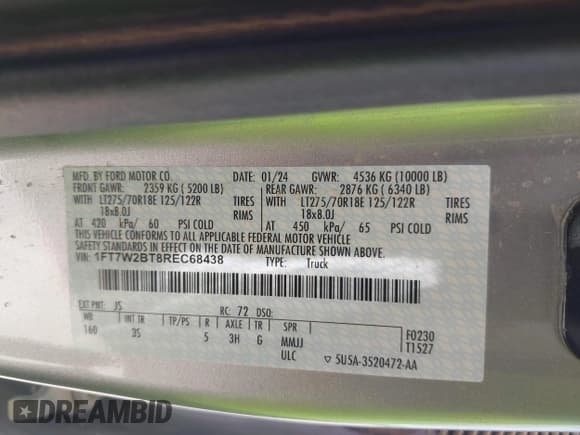 MFD. BY FORD MOTOR CO.
01/24 GVWR: 4536 KG (10000 LB)
FRONT GAWR: 2359 KG (5200 LB) REAR GAWR: 2876 KG (6340 LB)
WITH LT275/70R18E 125/122R TIRES WITH LT275/70R18E 125/122R TIRES
18x8.0J RIMS 18x8.0J RIMS
AT 420 kPa/ 60 PSI COLD AT 450 kPa/ 65 PSI COLD
THIS VEHICLE CONFORMS TO ALL APPLICABLE FEDERAL MOTOR VEHICLE
SAFETY STANDARDS IN EFFECT ON THE DATE OF MANUFACTURE SHOWN ABOVE.
VIN: 1FT7W2BT8REC68438 TYPE: Truck
EXT PNT: JS RC: 72 DSO:
WB INT TR TP/PS R AXLE TR SPR
160 3S 5 3H G MMJJ
ULC
F0230
T1527
▽ 5U5A-3520472-AA
DREAMBID